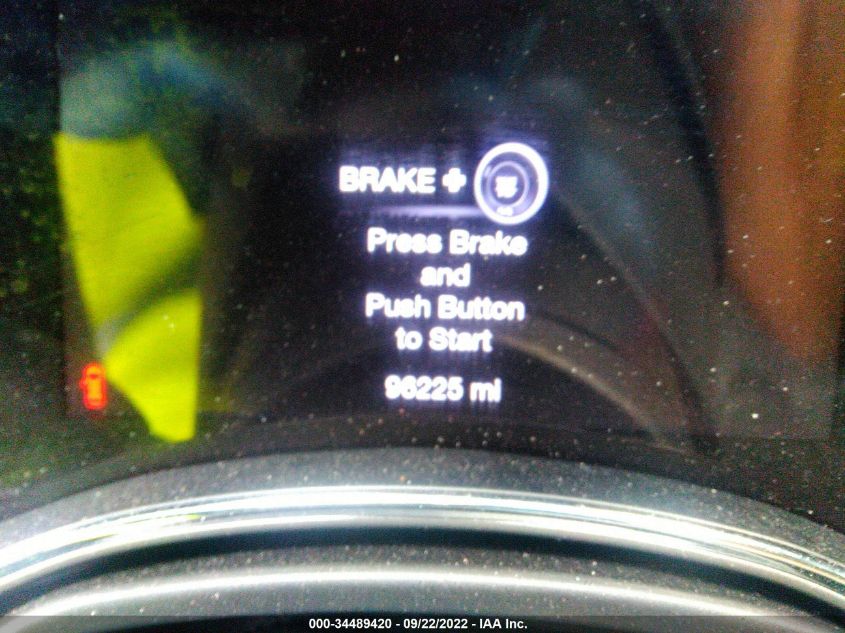 BRAKE +
Press Brake
and
Push Button
to Start
96225 mi
000-34489420 - 09/22/2022 - IAA Inc.